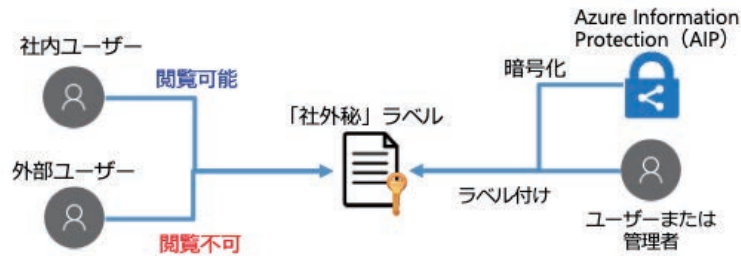 社内ユーザー
閲覧可能
外部ユーザー
閲覧不可
「社外秘」ラベル
Azure Information
Protection（AIP）
暗号化
ラベル付け
ユーザーまたは
管理者